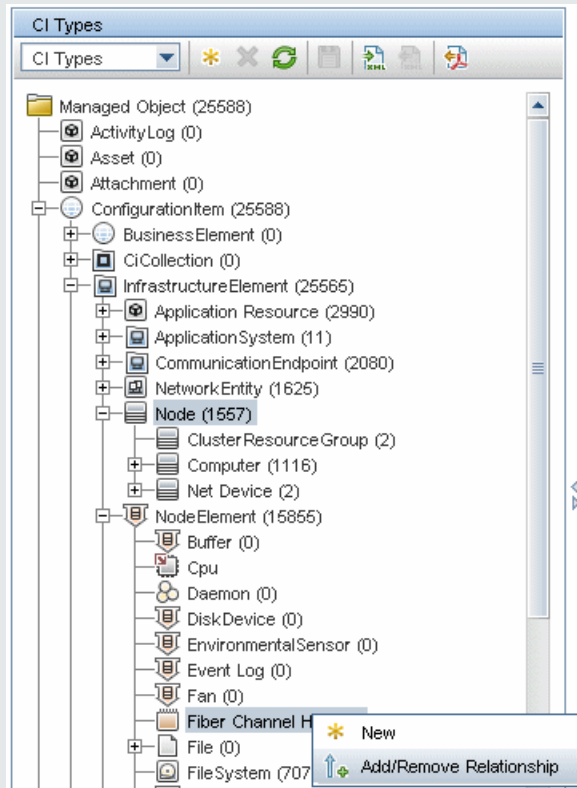 CI Types
CI Types
XML
Managed Object (25588)
ActivityLog (0)
Asset (0)
Attachment (0)
ConfigurationItem (25588)
BusinessElement (0)
CiCollection (0)
InfrastructureElement (25565)
Application Resource (2990)
ApplicationSystem (11)
CommunicationEndpoint (2080)
NetworkEntity (1625)
Node (1557)
ClusterResourceGroup (2)
Computer (1116)
Net Device (2)
NodeElement (15855)
Buffer (0)
Cpu
Daemon (0)
DiskDevice (0)
EnvironmentalSensor (0)
Event Log (0)
Fan (0)
Fiber Channel H
New
File (0)
Add/Remove Relationship
FileSystem (707